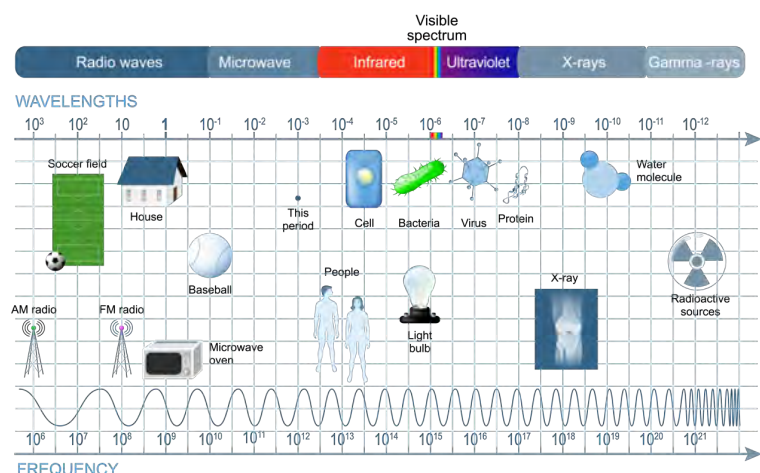 Visible
spectrum
Radio waves Microwave Infrared Ultraviolet X-rays Gamma -rays
WAVELENGTHS
10³ 10² 10 1 10⁻¹ 10⁻² 10⁻³ 10⁻⁴ 10⁻⁵ 10⁻⁶ 10⁻⁷ 10⁻⁸ 10⁻⁹ 10⁻¹⁰ 10⁻¹¹ 10⁻¹²
Soccer field
House
Baseball
This
period
Cell
Bacteria
Virus
Protein
Water
molecule
AM radio
FM radio
Microwave
oven
People
Light
bulb
X-ray
Radioactive
sources
10⁶ 10⁷ 10⁸ 10⁹ 10¹⁰ 10¹¹ 10¹² 10¹³ 10¹⁴ 10¹⁵ 10¹⁶ 10¹⁷ 10¹⁸ 10¹⁹ 10²⁰ 10²¹
FREQUENCY